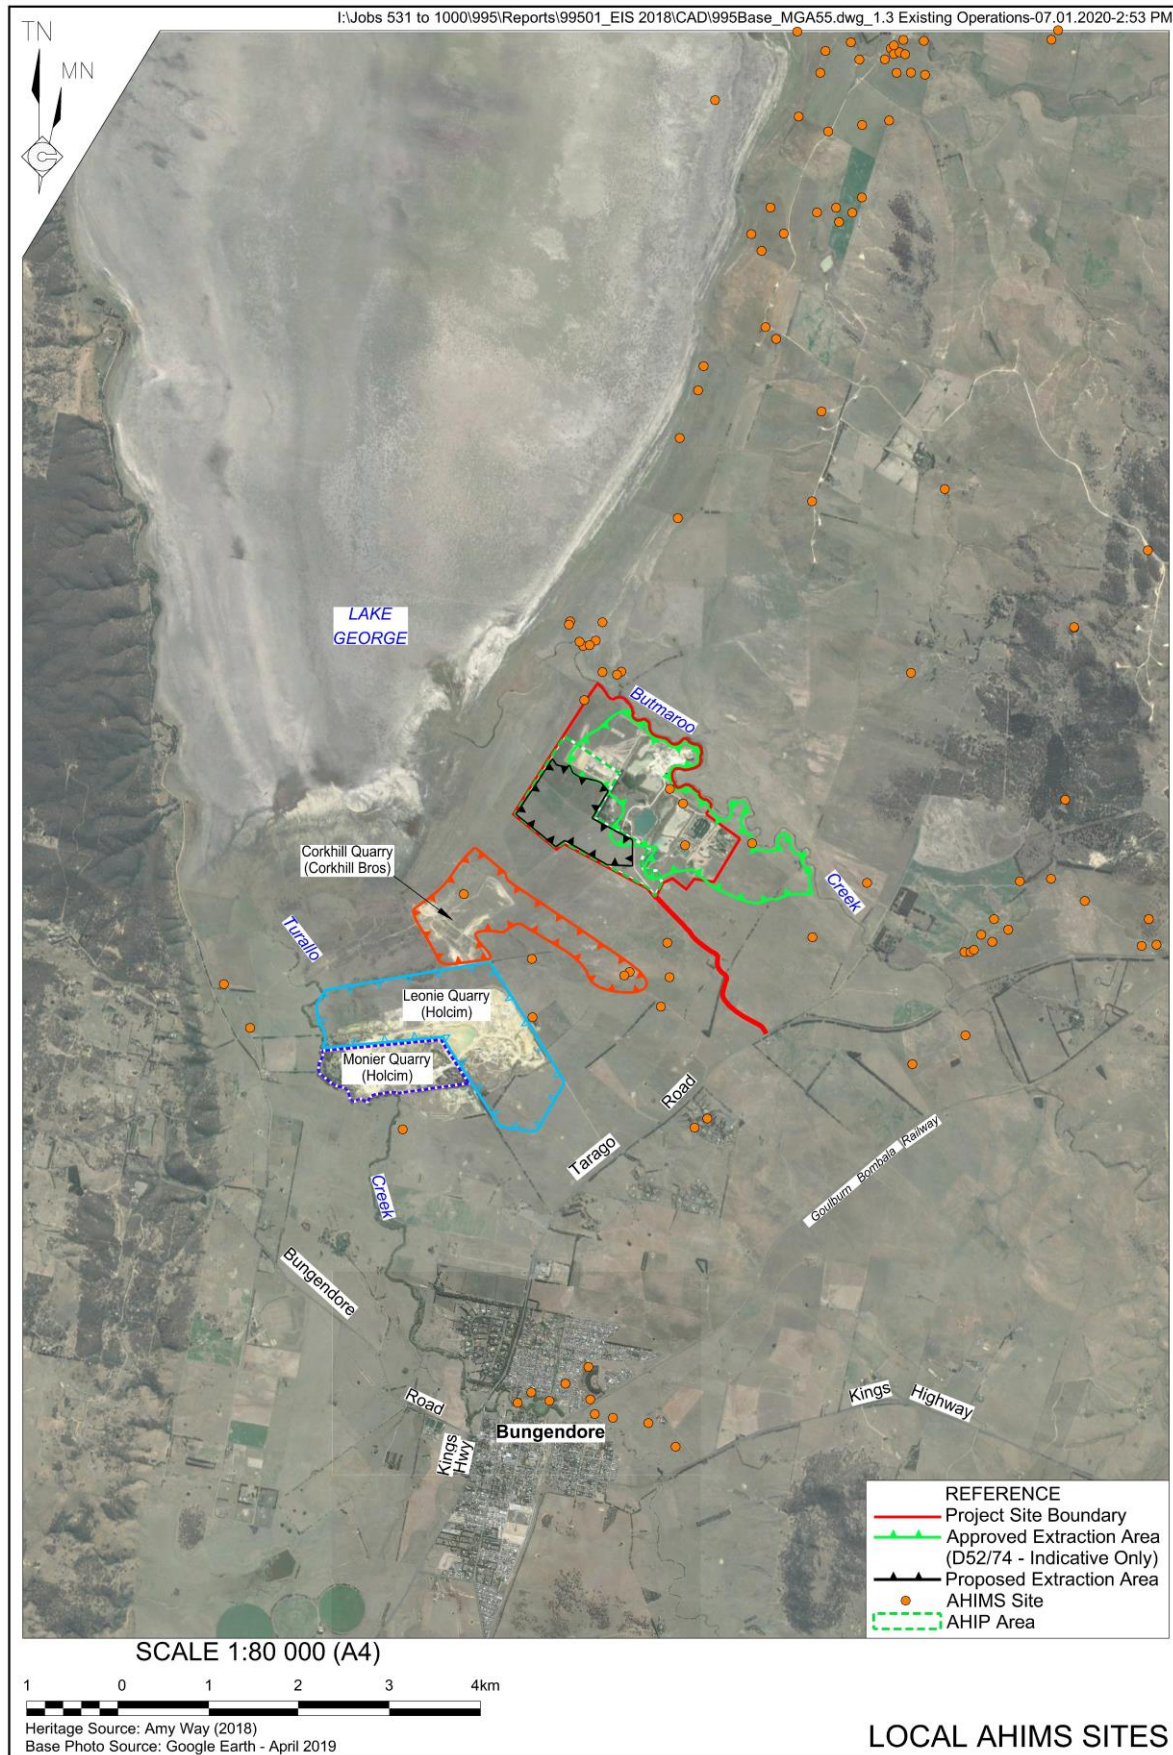 I:\Jobs 531 to 1000\995\Reports\99501_EIS 2018\CAD\995Base_MGA55.dwg_1.3 Existing Operations-07.01.2020-2:53 PM
TN
MN
LAKE
GEORGE
Butmaroo
Creek
Corkhill Quarry
(Corkhill Bros)
Turallo
Leonie Quarry
(Holcim)
Monier Quarry
(Holcim)
Creek
Tarago
Road
Goulburn Bombala Railway
Bungendore
Road
Kings
Hwy
Bungendore
Kings
Highway
REFERENCE
Project Site Boundary
Approved Extraction Area
(D52/74 - Indicative Only)
Proposed Extraction Area
AHIMS Site
AHIP Area
SCALE 1:80 000 (A4)
1 0 1 2 3 4km
Heritage Source: Amy Way (2018)
Base Photo Source: Google Earth - April 2019
LOCAL AHIMS SITES